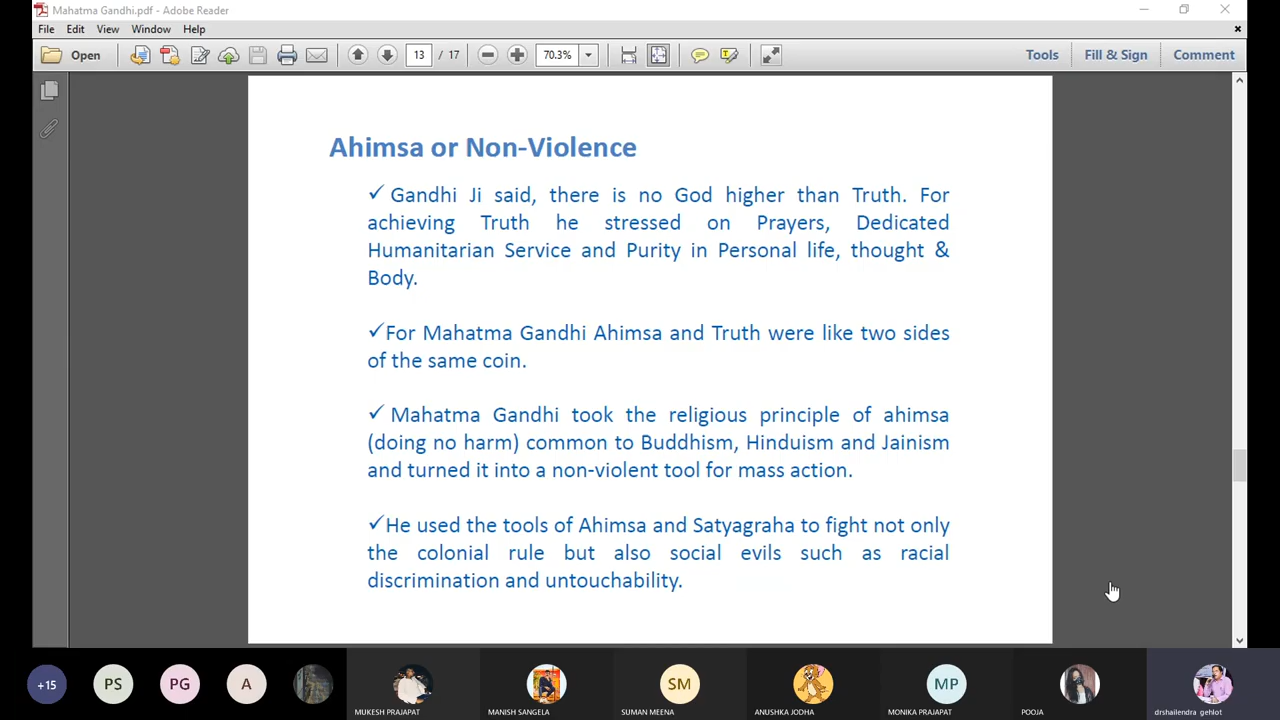 Mahatma Gandhi.pdf - Adobe Reader
File Edit View Window Help
Open 13 / 17 70.3% Tools Fill & Sign Comment
Ahimsa or Non-Violence
✓ Gandhi Ji said, there is no God higher than Truth. For
achieving Truth he stressed on Prayers, Dedicated
Humanitarian Service and Purity in Personal life, thought &
Body.
✓For Mahatma Gandhi Ahimsa and Truth were like two sides
of the same coin.
✓ Mahatma Gandhi took the religious principle of ahimsa
(doing no harm) common to Buddhism, Hinduism and Jainism
and turned it into a non-violent tool for mass action.
✓He used the tools of Ahimsa and Satyagraha to fight not only
the colonial rule but also social evils such as racial
discrimination and untouchability.
+15 PS PG A SM MP
MUKESH PRAJAPAT MANISH SANGELA SUMAN MEENA ANUSHKA JODHA MONIKA PRAJAPAT POOJA drshailendra gehlot